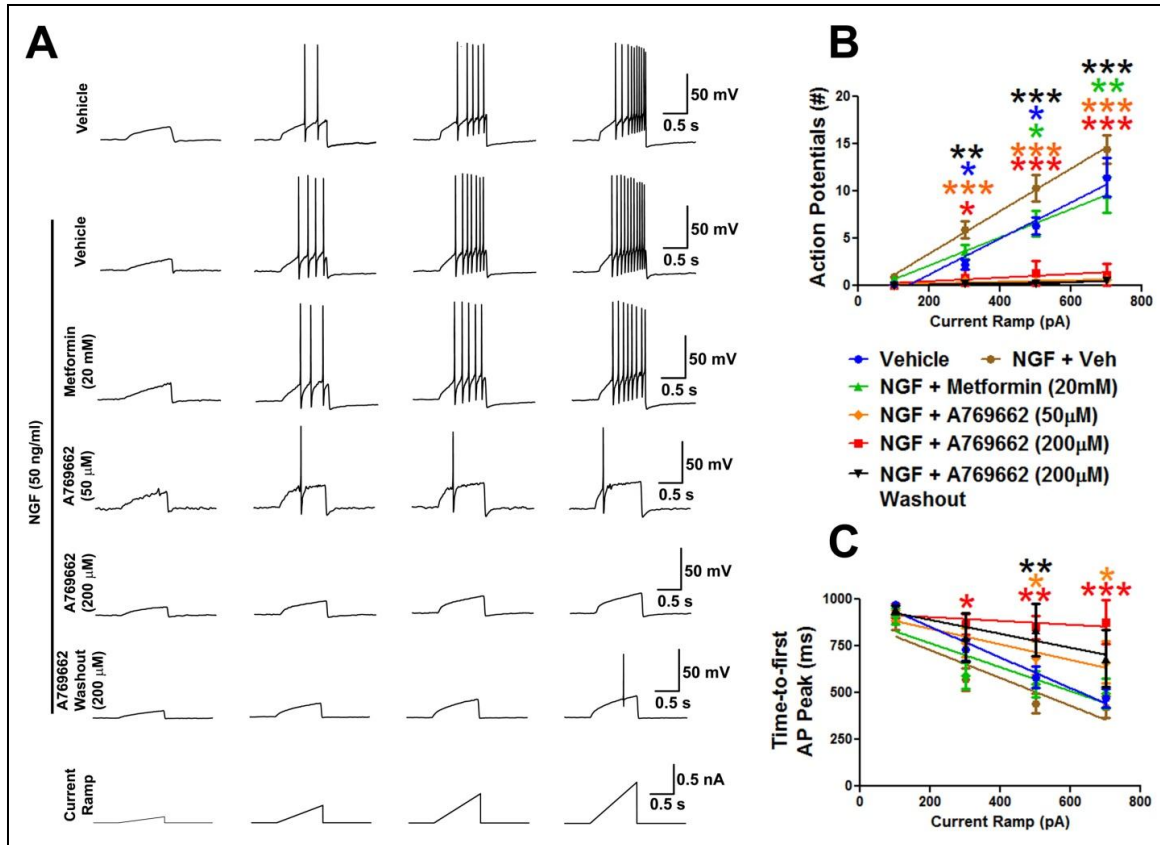 A
Vehicle
50 mV
0.5 s
NGF (50 ng/ml)
Vehicle
50 mV
0.5 s
Metformin
(20 mM)
50 mV
0.5 s
A769662
(50 μM)
50 mV
0.5 s
A769662
(200 μM)
50 mV
0.5 s
A769662
Washout
(200 μM)
50 mV
0.5 s
Current
Ramp
0.5 nA
0.5 s
B
***
*** **
** * ***
* * ***
*** ***
* ***
Action Potentials (#)
20
15
10
5
0
0 200 400 600 800
Current Ramp (pA)
Vehicle NGF + Veh
NGF + Metformin (20mM)
NGF + A769662 (50μM)
NGF + A769662 (200μM)
NGF + A769662 (200μM)
Washout
C
**
* *
* ** ***
Time-to-first
AP Peak (ms)
1000
750
500
250
0
0 200 400 600 800
Current Ramp (pA)